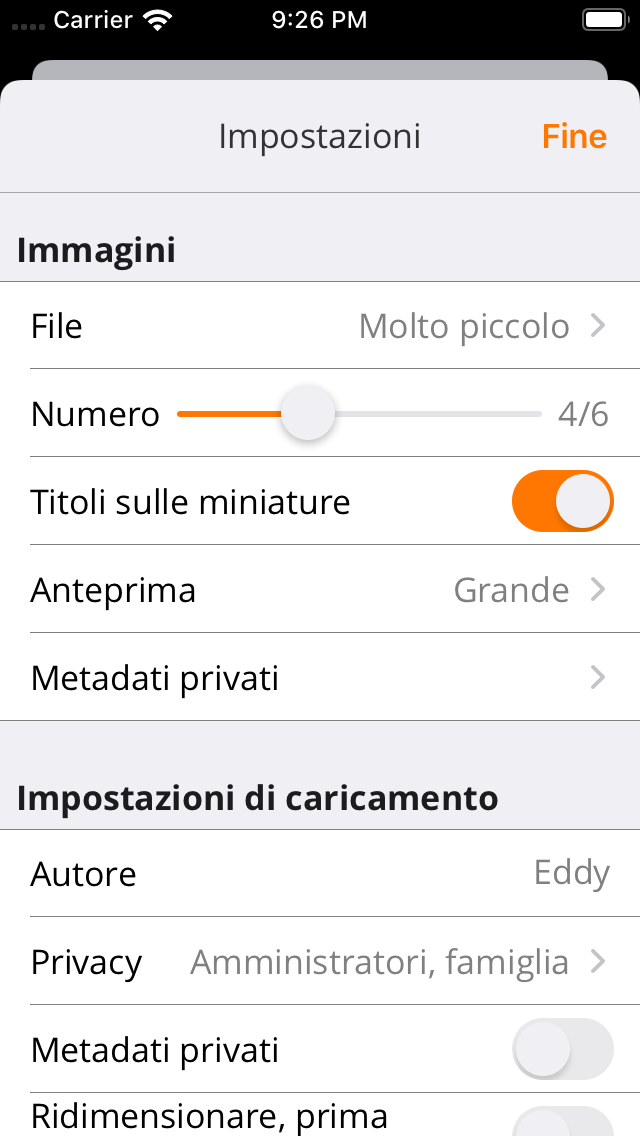 Carrier 9:26 PM
Impostazioni Fine
Immagini
File Molto piccolo
Numero 4/6
Titoli sulle miniature
Anteprima Grande
Metadati privati
Impostazioni di caricamento
Autore Eddy
Privacy Amministratori, famiglia
Metadati privati
Ridimensionare, prima